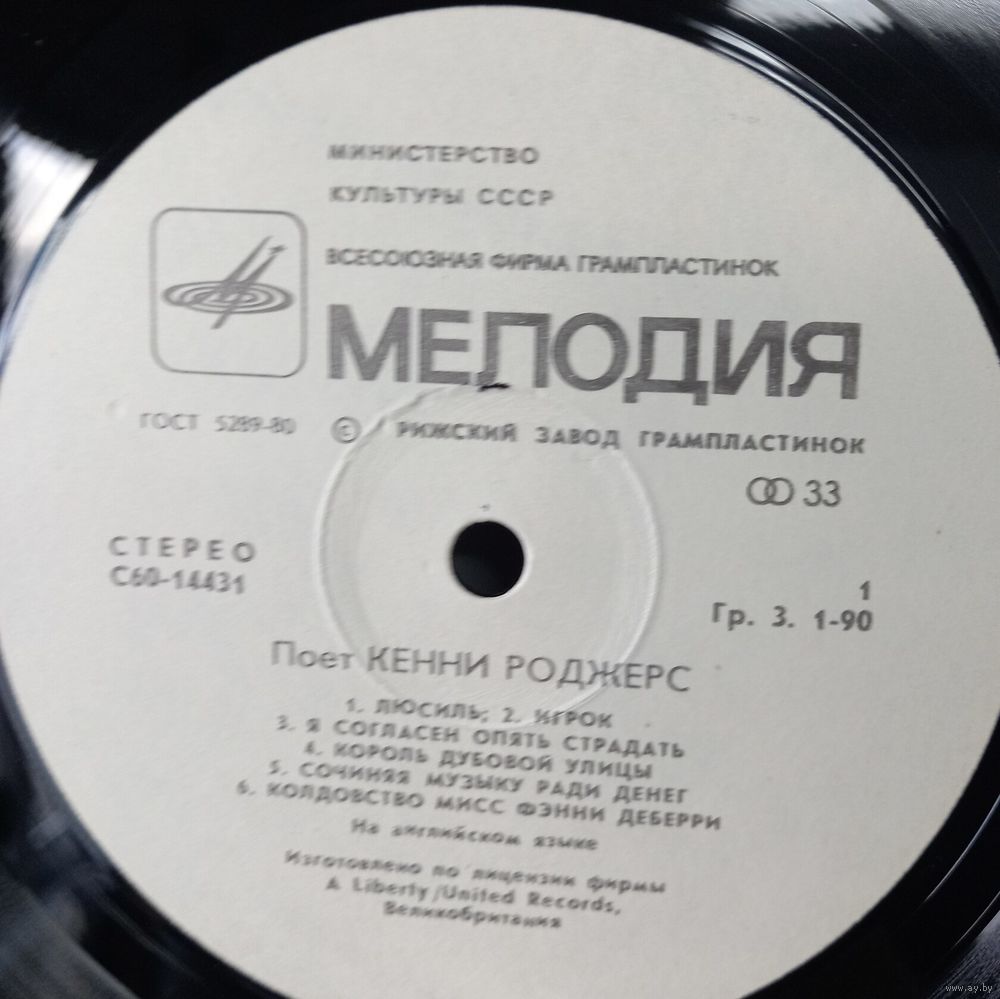 МИНИСТЕРСТВО
КУЛЬТУРЫ СССР
ВСЕСОЮЗНАЯ ФИРМА ГРАМПЛАСТИНОК
МЕЛОДИЯ
ГОСТ 5289-80 © РИЖСКИЙ ЗАВОД ГРАМПЛАСТИНОК
33
СТЕРЕО
С60-14431
1
Гр. 3. 1-90
Поет КЕННИ РОДЖЕРС
1. ЛЮСИЛЬ; 2. ИГРОК
3. Я СОГЛАСЕН ОПЯТЬ СТРАДАТЬ
4. КОРОЛЬ ДУБОВОЙ УЛИЦЫ
5. СОЧИНЯЯ МУЗЫКУ РАДИ ДЕНЕГ
6. КОЛДОВСТВО МИСС ФЭННИ ДЕБЕРРИ
На английском языке
Изготовлено по лицензии фирмы
A Liberty/United Records,
Великобритания
www.ay.by